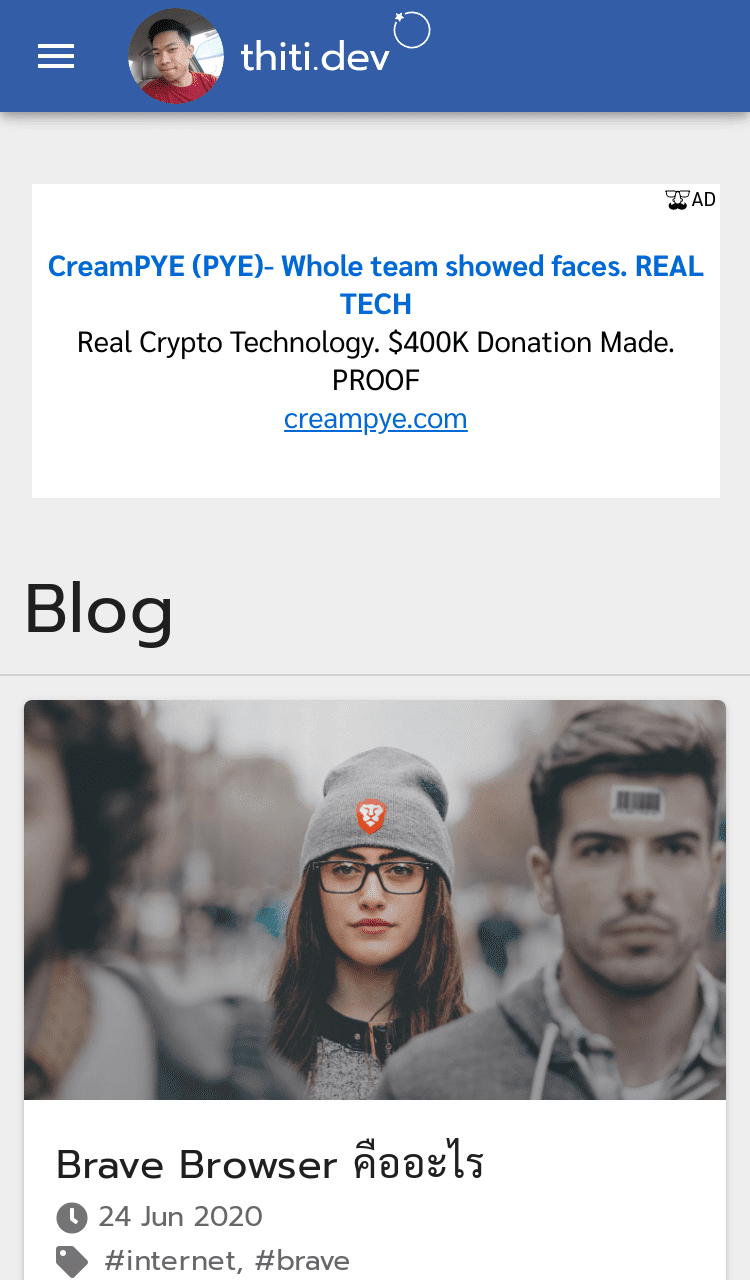 thiti.dev
AD
CreamPYE (PYE)- Whole team showed faces. REAL
TECH
Real Crypto Technology. $400K Donation Made.
PROOF
creampye.com
Blog
Brave Browser คืออะไร
24 Jun 2020
#internet, #brave